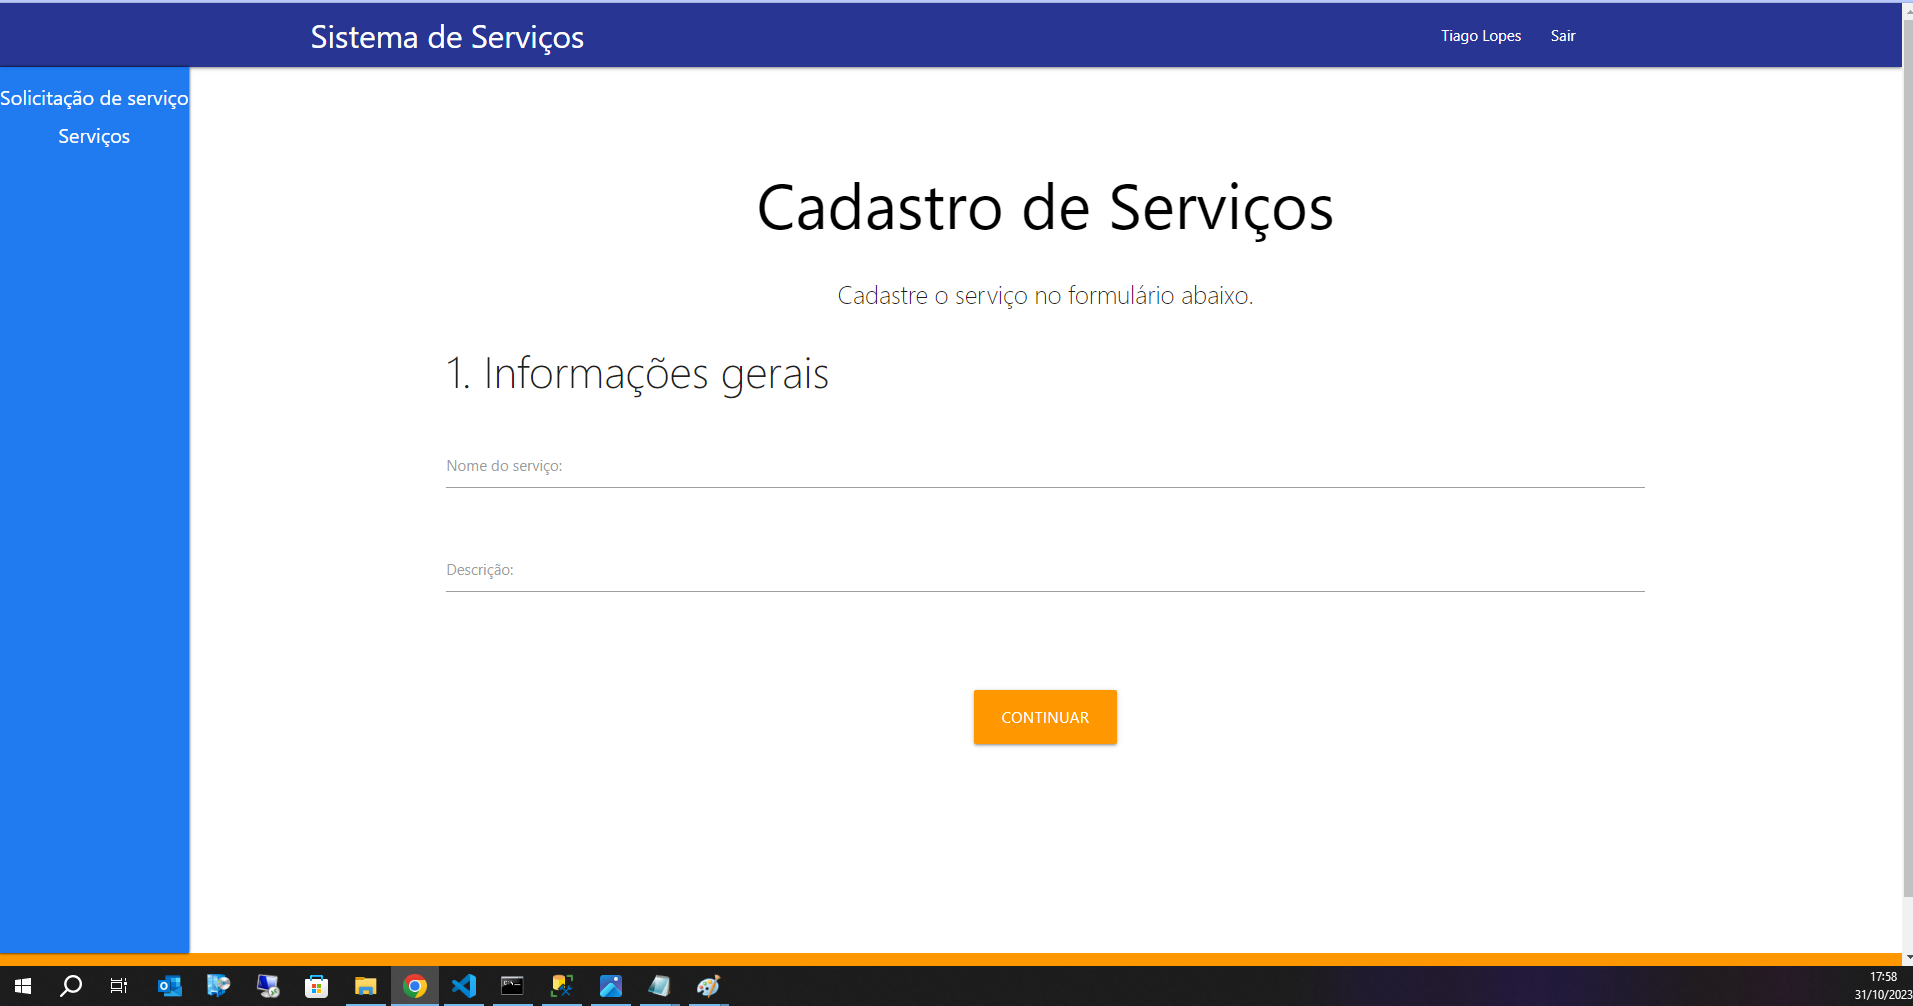 Sistema de Serviços
Tiago Lopes Sair
Solicitação de serviço
Serviços
Cadastro de Serviços
Cadastre o serviço no formulário abaixo.
1. Informações gerais
Nome do serviço:
Descrição:
CONTINUAR
17:58
31/10/2023